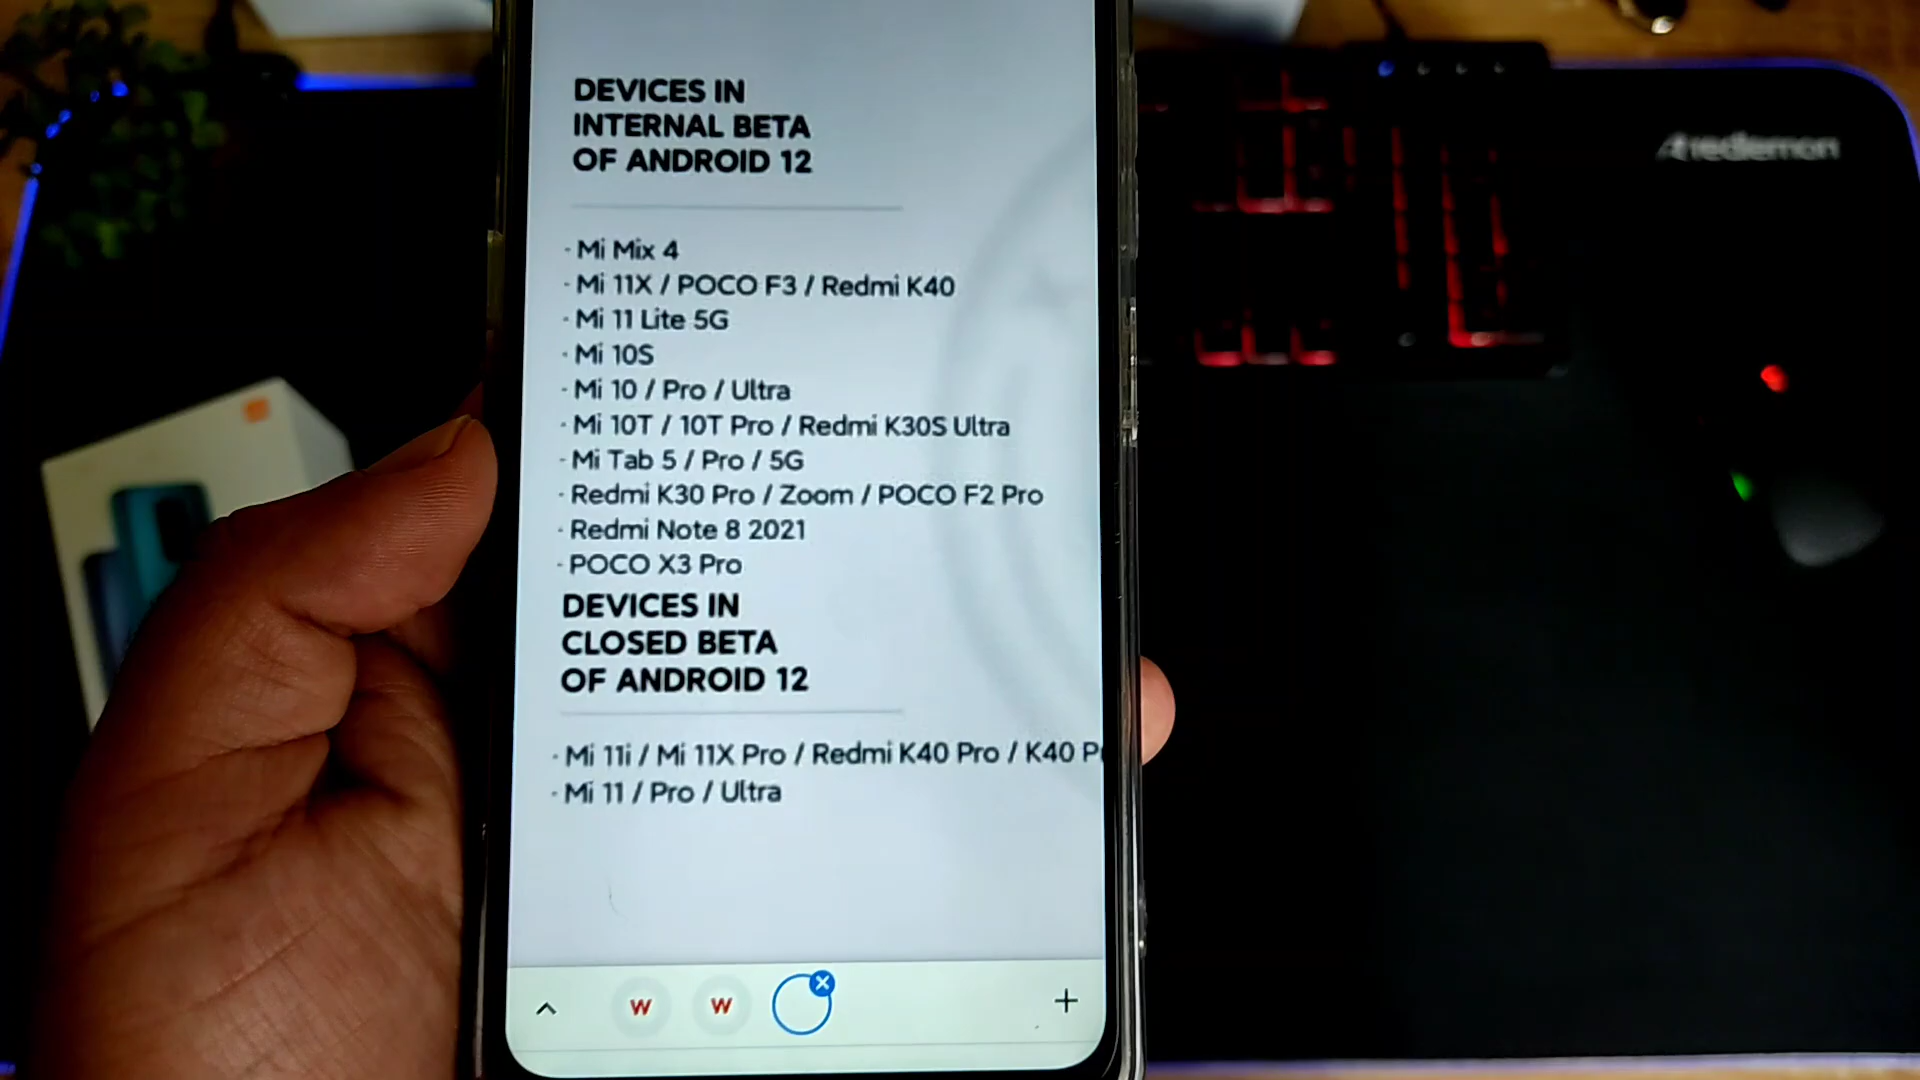 DEVICES IN
INTERNAL BETA
OF ANDROID 12
· Mi Mix 4
· Mi 11X / POCO F3 / Redmi K40
· Mi 11 Lite 5G
· Mi 10S
· Mi 10 / Pro / Ultra
· Mi 10T / 10T Pro / Redmi K30S Ultra
· Mi Tab 5 / Pro / 5G
· Redmi K30 Pro / Zoom / POCO F2 Pro
· Redmi Note 8 2021
· POCO X3 Pro
DEVICES IN
CLOSED BETA
OF ANDROID 12
· Mi 11i / Mi 11X Pro / Redmi K40 Pro / K40 P
· Mi 11 / Pro / Ultra
W W
redlemon